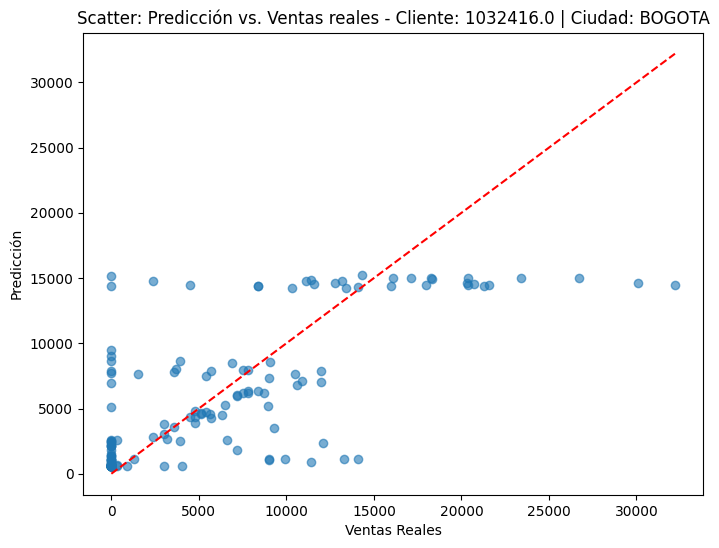 Scatter: Predicción vs. Ventas reales - Cliente: 1032416.0 | Ciudad: BOGOTA
30000
25000
20000
15000
10000
5000
0
Predicción
0 5000 10000 15000 20000 25000 30000
Ventas Reales